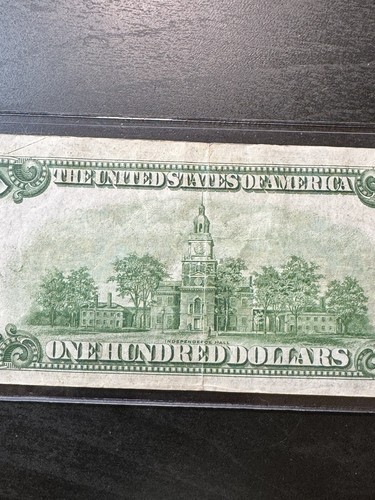 THE UNITED STATES OF AMERICA
INDEPENDENCE HALL
ONE HUNDRED DOLLARS